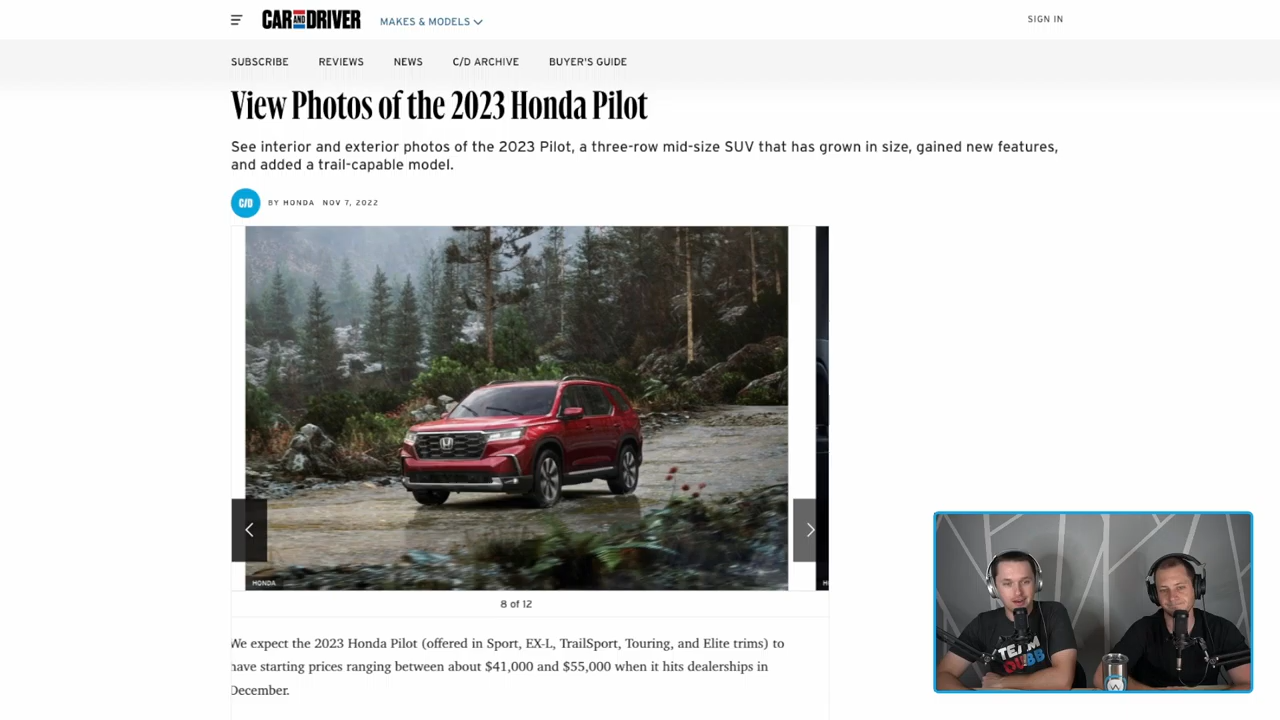 CAR AND DRIVER
MAKES & MODELS
SIGN IN
SUBSCRIBE
REVIEWS
NEWS
C/D ARCHIVE
BUYER'S GUIDE
View Photos of the 2023 Honda Pilot
See interior and exterior photos of the 2023 Pilot, a three-row mid-size SUV that has grown in size, gained new features,
and added a trail-capable model.
C/D
BY HONDA NOV 7, 2022
HONDA
8 of 12
We expect the 2023 Honda Pilot (offered in Sport, EX-L, TrailSport, Touring, and Elite trims) to
have starting prices ranging between about $41,000 and $55,000 when it hits dealerships in
December.
TEAM